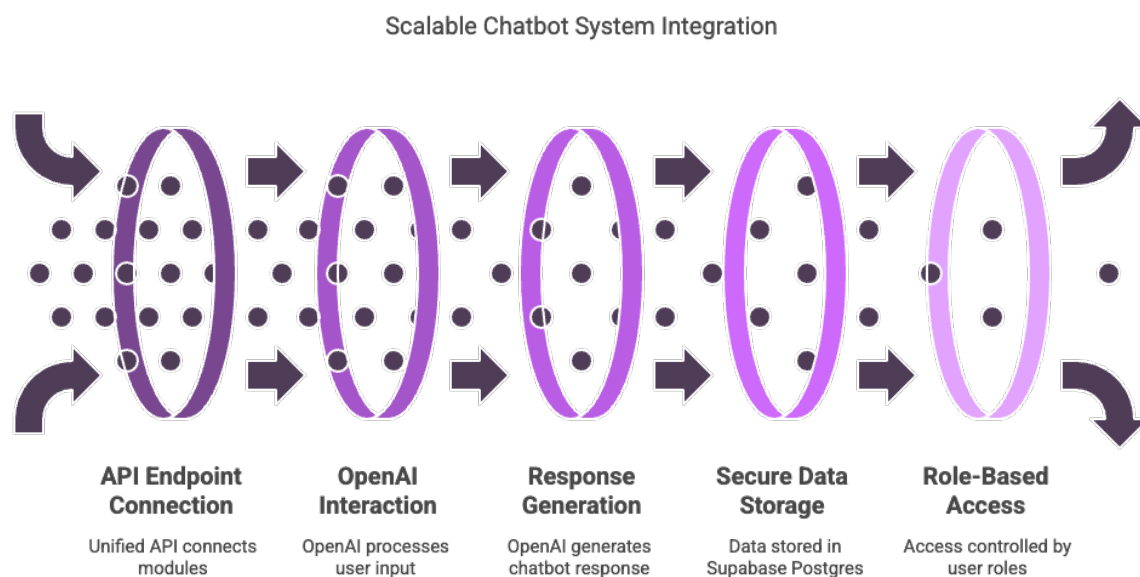 Scalable Chatbot System Integration
API Endpoint
Connection
Unified API connects
modules
OpenAI
Interaction
OpenAI processes
user input
Response
Generation
OpenAI generates
chatbot response
Secure Data
Storage
Data stored in
Supabase Postgres
Role-Based
Access
Access controlled by
user roles